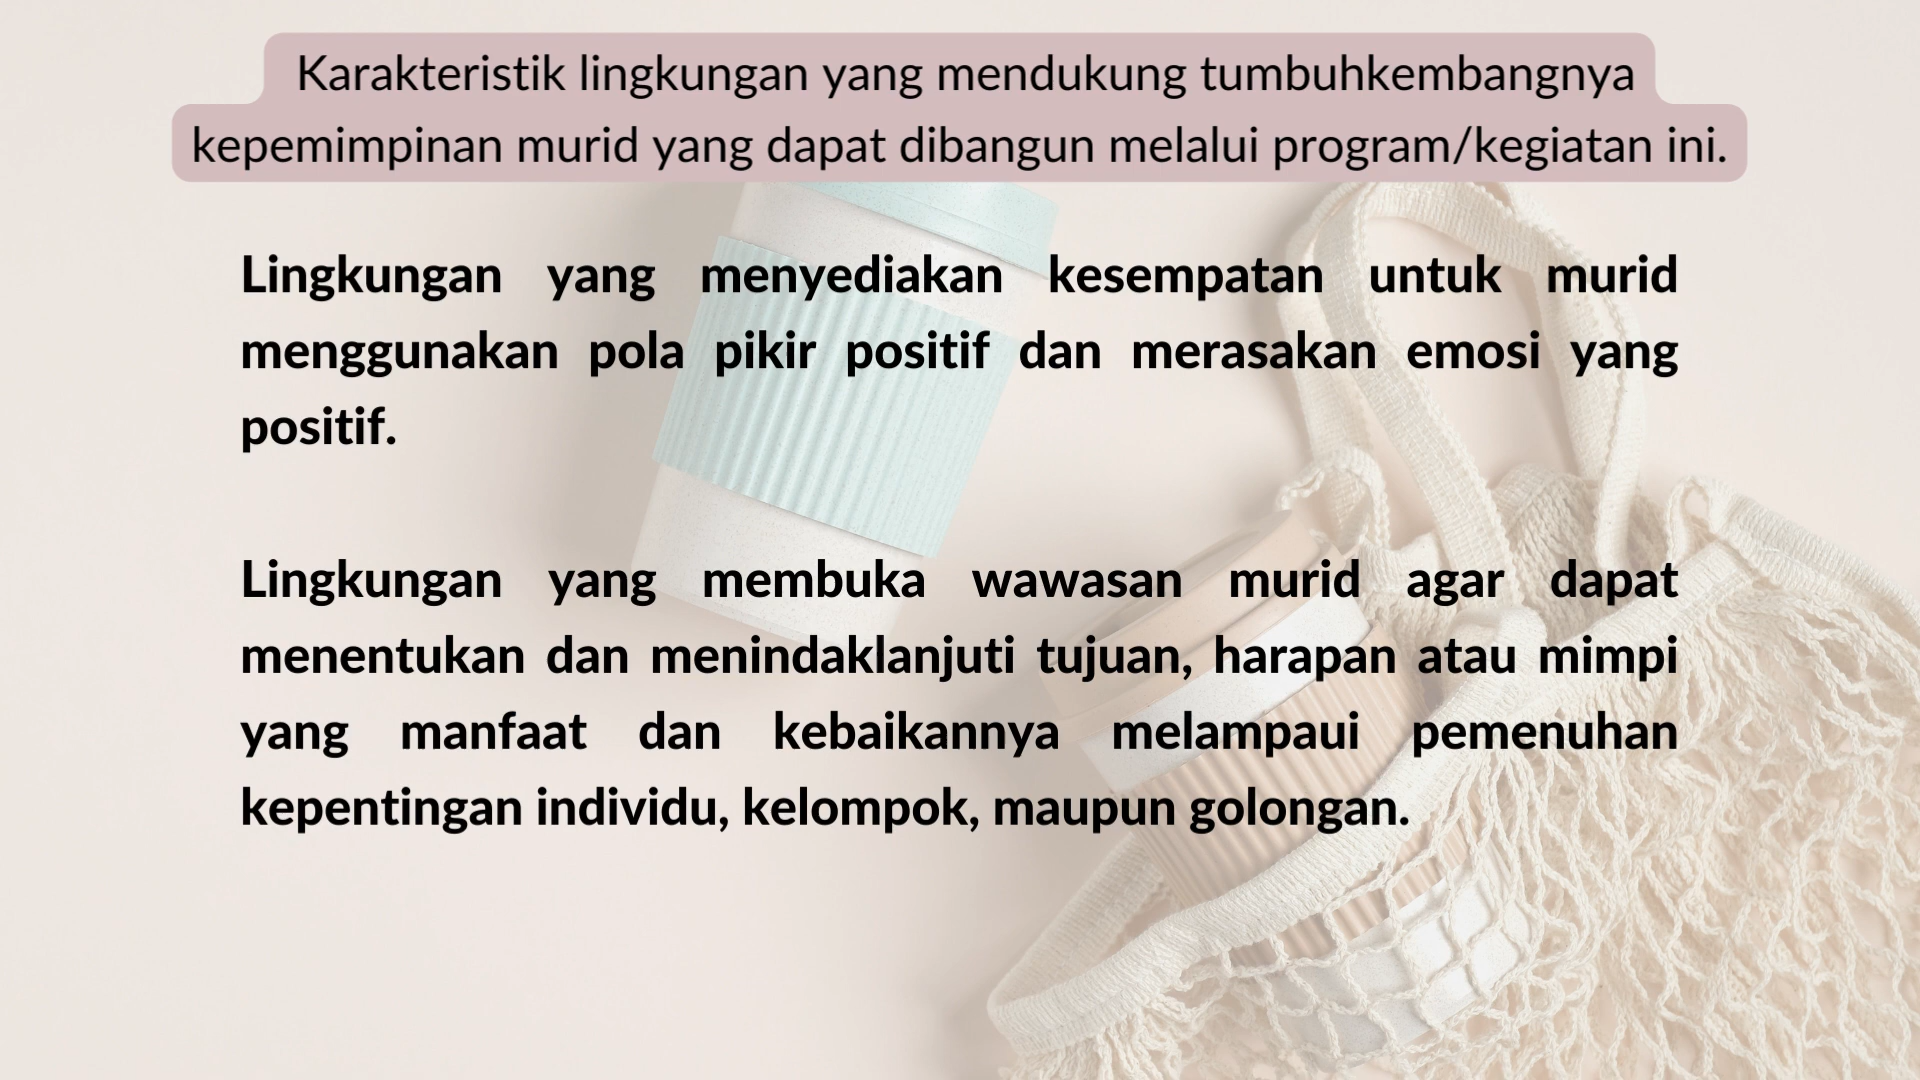 Karakteristik lingkungan yang mendukung tumbuhkembangnya
kepemimpinan murid yang dapat dibangun melalui program/kegiatan ini.
Lingkungan yang menyediakan kesempatan untuk murid
menggunakan pola pikir positif dan merasakan emosi yang
positif.
Lingkungan yang membuka wawasan murid agar dapat
menentukan dan menindaklanjuti tujuan, harapan atau mimpi
yang manfaat dan kebaikannya melampaui pemenuhan
kepentingan individu, kelompok, maupun golongan.